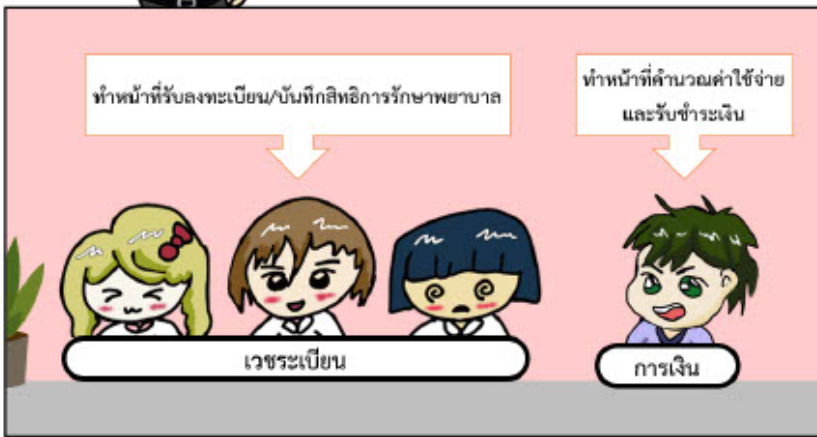 ทำหน้าที่รับลงทะเบียน/บันทึกสิทธิการรักษาพยาบาล
ทำหน้าที่คำนวณค่าใช้จ่าย
และรับชำระเงิน
เวชระเบียน
การเงิน